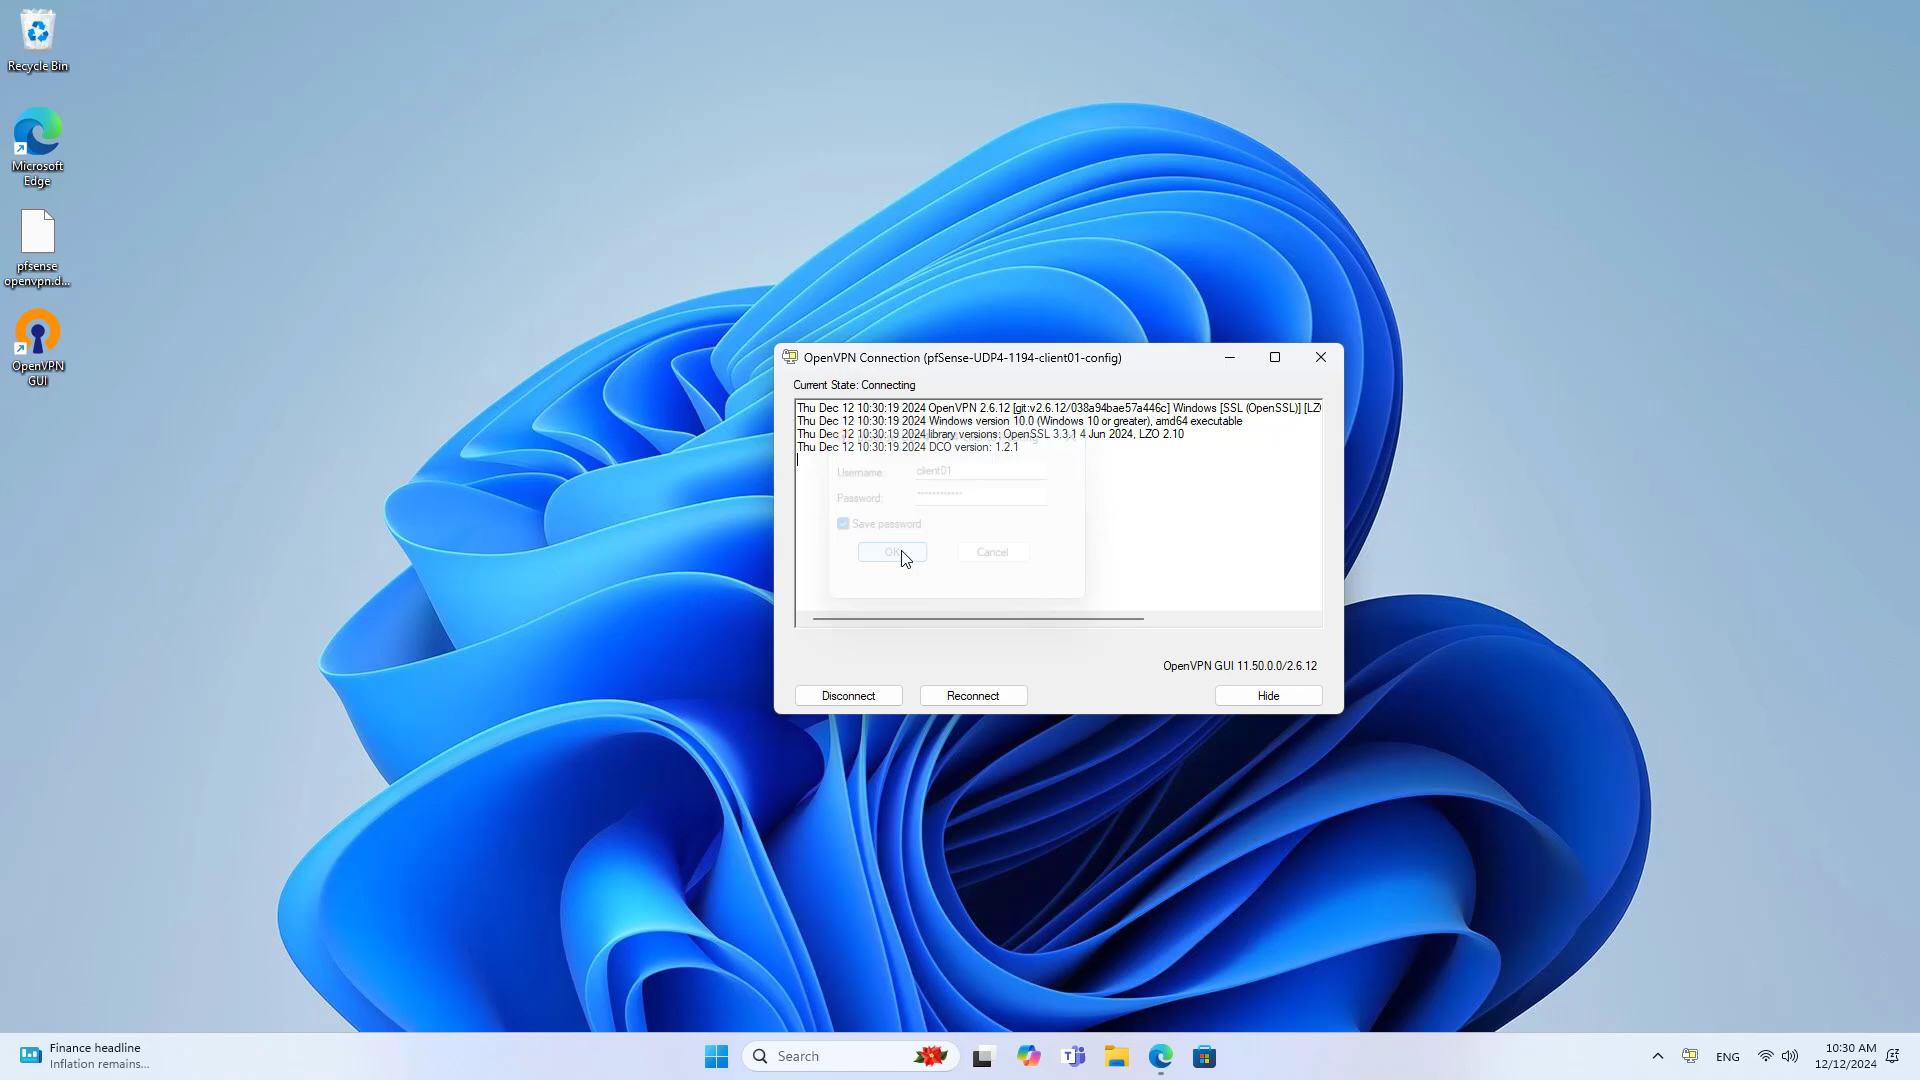 Recycle Bin
Microsoft
Edge
pfsense
openvpn.d...
OpenVPN
GUI
OpenVPN Connection (pfSense-UDP4-1194-client01-config)
Current State: Connecting
Thu Dec 12 10:30:19 2024 OpenVPN 2.6.12 [git:v2.6.12/038a94bae57a446c] Windows [SSL (OpenSSL)] [LZO
Thu Dec 12 10:30:19 2024 Windows version 10.0 (Windows 10 or greater), amd64 executable
Thu Dec 12 10:30:19 2024 library versions: OpenSSL 3.3.1 4 Jun 2024, LZO 2.10
Thu Dec 12 10:30:19 2024 DCO version: 1.2.1
Username: client01
Password: ************
Save password
OK Cancel
OpenVPN GUI 11.50.0.0/2.6.12
Disconnect Reconnect Hide
Finance headline
Inflation remains...
Search
ENG
10:30 AM
12/12/2024